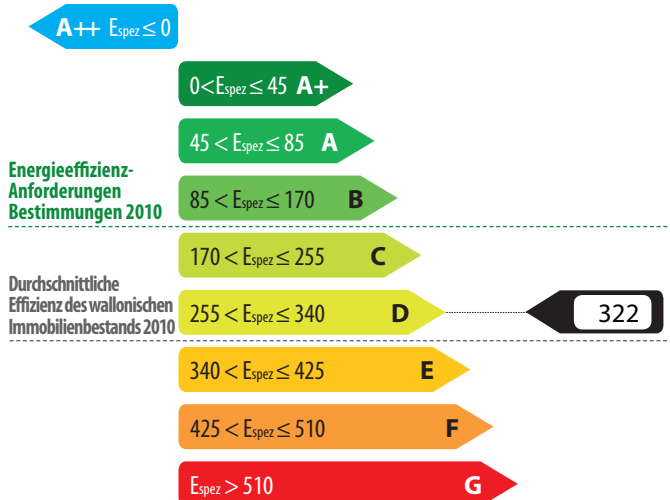 A++ Espez ≤ 0
0<Espez ≤ 45 A+
45 < Espez ≤ 85 A
Energieeffizienz-
Anforderungen
Bestimmungen 2010
85 < Espez ≤ 170 B
170 < Espez ≤ 255 C
Durchschnittliche
Effizienz des wallonischen
Immobilienbestands 2010
255 < Espez ≤ 340 D
322
340 < Espez ≤ 425 E
425 < Espez ≤ 510 F
Espez > 510 G